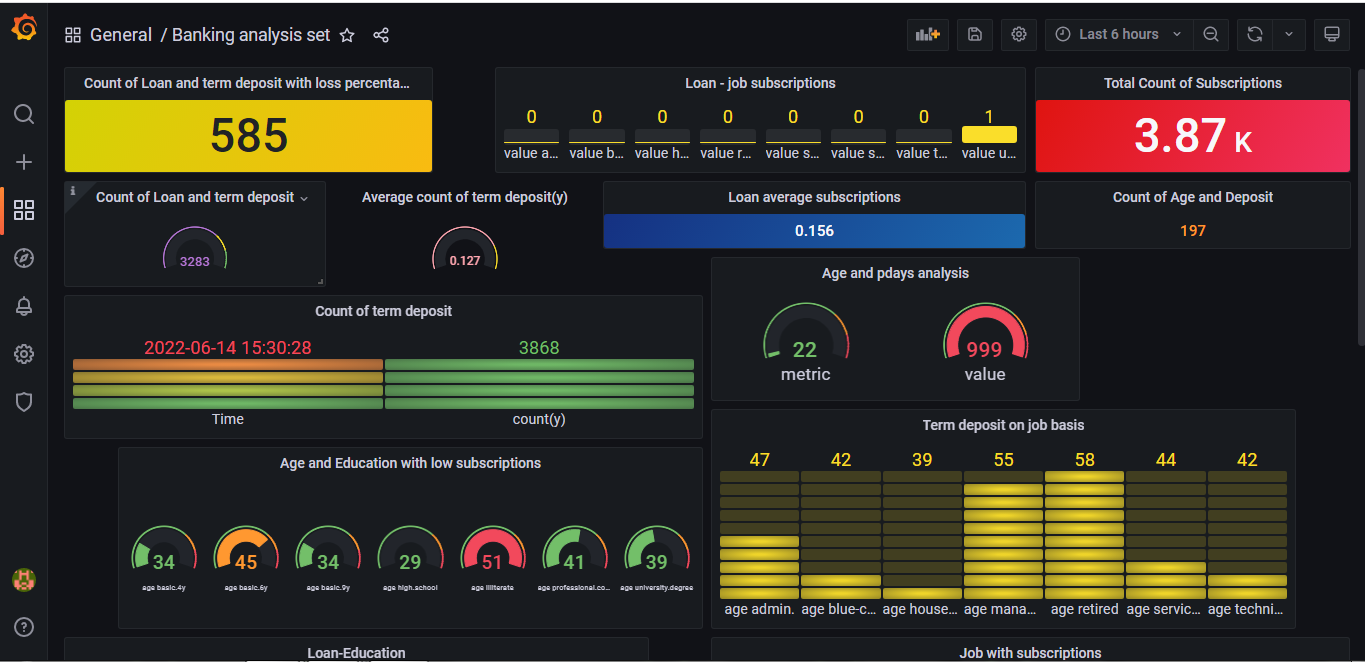 General / Banking analysis set
Last 6 hours
Count of Loan and term deposit with loss percenta...
585
Loan - job subscriptions
0 0 0 0 0 0 0 1
value a... value b... value h... value r... value s... value s... value t... value u...
Total Count of Subscriptions
3.87 K
Count of Loan and term deposit
3283
Average count of term deposit(y)
0.127
Loan average subscriptions
0.156
Count of Age and Deposit
197
Age and pdays analysis
22 999
metric value
Count of term deposit
2022-06-14 15:30:28 3868
Time count(y)
Term deposit on job basis
47 42 39 55 58 44 42
age admin. age blue-c... age house... age mana... age retired age servic... age techni...
Age and Education with low subscriptions
34 45 34 29 51 41 39
age basic.4y age basic.6y age basic.9y age high.school age illiterate age professional.co... age university.degree
Loan-Education
Job with subscriptions